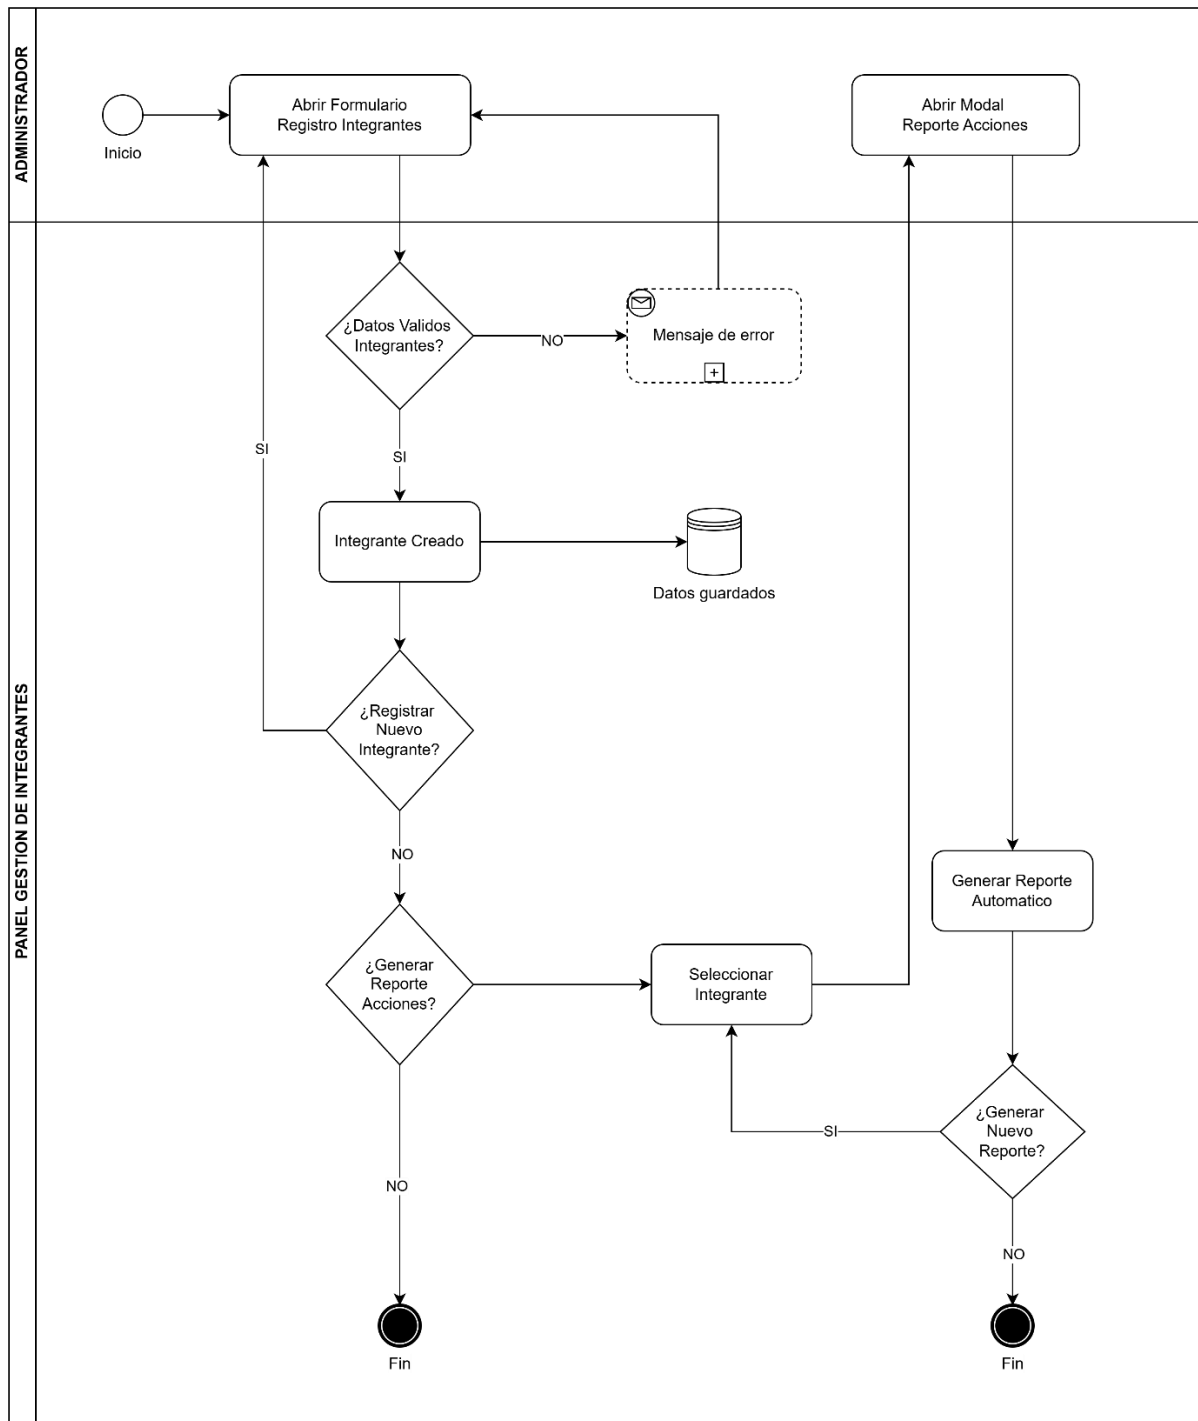 ADMINISTRADOR
Inicio
Abrir Formulario
Registro Integrantes
Abrir Modal
Reporte Acciones
PANEL GESTION DE INTEGRANTES
¿Datos Validos
Integrantes?
NO
Mensaje de error
+
SI
SI
Integrante Creado
Datos guardados
¿Registrar
Nuevo
Integrante?
NO
Generar Reporte
Automatico
¿Generar
Reporte
Acciones?
Seleccionar
Integrante
¿Generar
Nuevo
Reporte?
SI
NO
NO
Fin
Fin